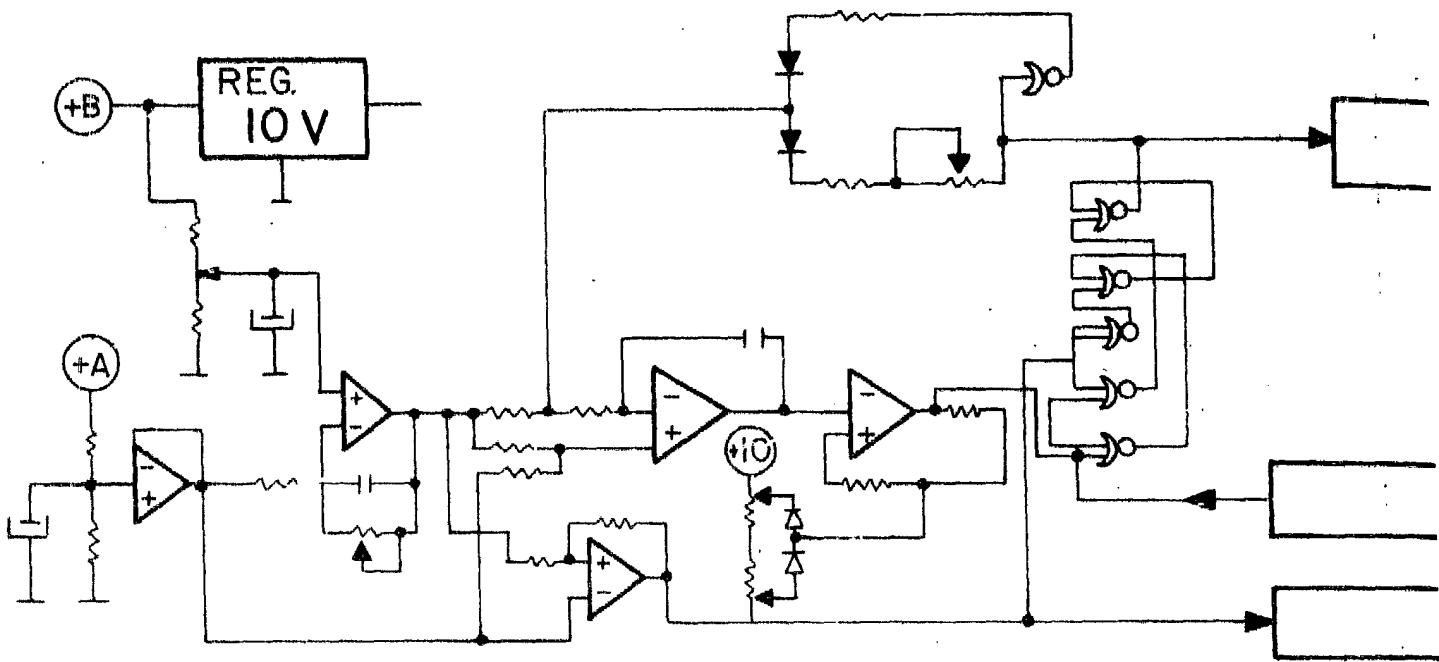 +B
REG.
10 V
+A
+
-
-
+
-
+
-
+
+10
+
-